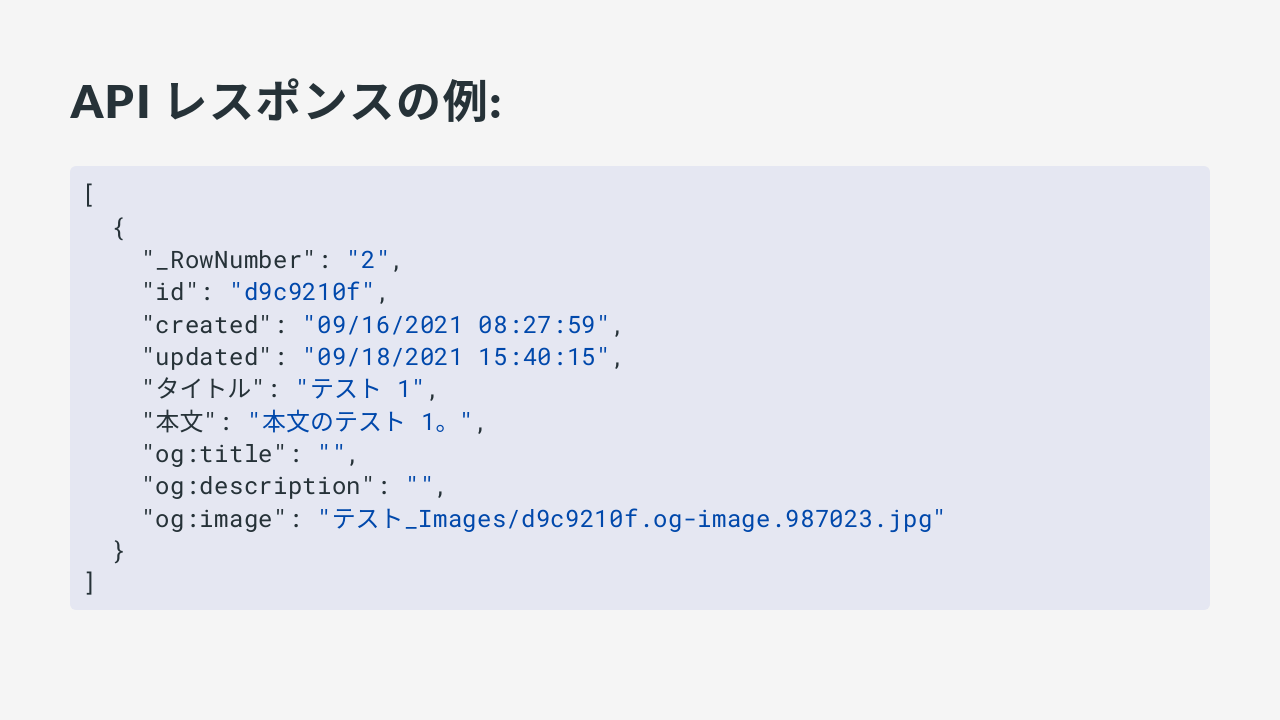 API レスポンスの例:
[
  {
    "_RowNumber": "2",
    "id": "d9c9210f",
    "created": "09/16/2021 08:27:59",
    "updated": "09/18/2021 15:40:15",
    "タイトル": "テスト 1",
    "本文": "本文のテスト 1。",
    "og:title": "",
    "og:description": "",
    "og:image": "テスト_Images/d9c9210f.og-image.987023.jpg"
  }
]